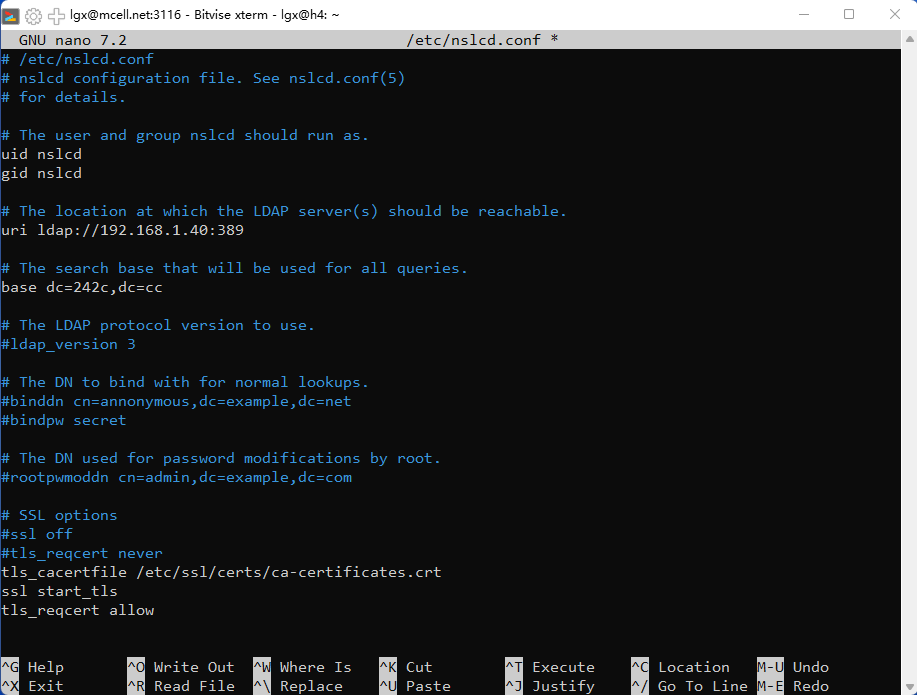 lgx@mcell.net:3116 - Bitvise xterm - lgx@h4: ~
GNU nano 7.2 /etc/nslcd.conf *
# /etc/nslcd.conf
# nslcd configuration file. See nslcd.conf(5)
# for details.
# The user and group nslcd should run as.
uid nslcd
gid nslcd
# The location at which the LDAP server(s) should be reachable.
uri ldap://192.168.1.40:389
# The search base that will be used for all queries.
base dc=242c,dc=cc
# The LDAP protocol version to use.
#ldap_version 3
# The DN to bind with for normal lookups.
#binddn cn=annonymous,dc=example,dc=net
#bindpw secret
# The DN used for password modifications by root.
#rootpwmoddn cn=admin,dc=example,dc=com
# SSL options
#ssl off
#tls_reqcert never
tls_cacertfile /etc/ssl/certs/ca-certificates.crt
ssl start_tls
tls_reqcert allow
^G Help ^O Write Out ^W Where Is ^K Cut ^T Execute ^C Location M-U Undo
^X Exit ^R Read File ^\ Replace ^U Paste ^J Justify ^/ Go To Line M-E Redo